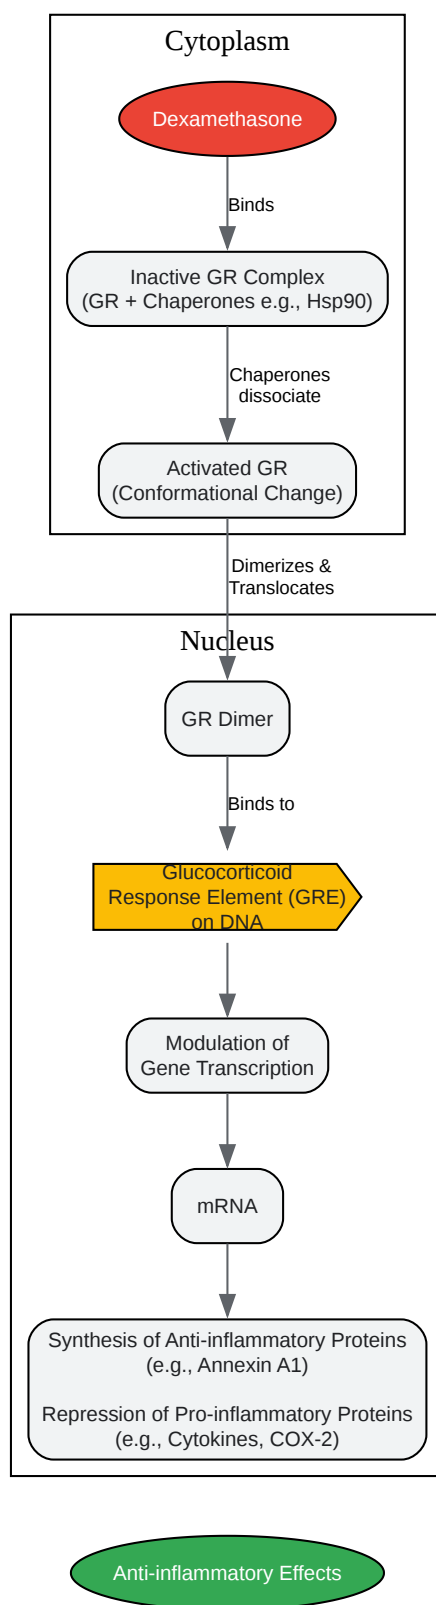 Cytoplasm
Dexamethasone
Binds
Inactive GR Complex
(GR + Chaperones e.g., Hsp90)
Chaperones
dissociate
Activated GR
(Conformational Change)
Dimerizes &
Translocates
Nucleus
GR Dimer
Binds to
Glucocorticoid
Response Element (GRE)
on DNA
Modulation of
Gene Transcription
mRNA
Synthesis of Anti-inflammatory Proteins
(e.g., Annexin A1)
Repression of Pro-inflammatory Proteins
(e.g., Cytokines, COX-2)
Anti-inflammatory Effects